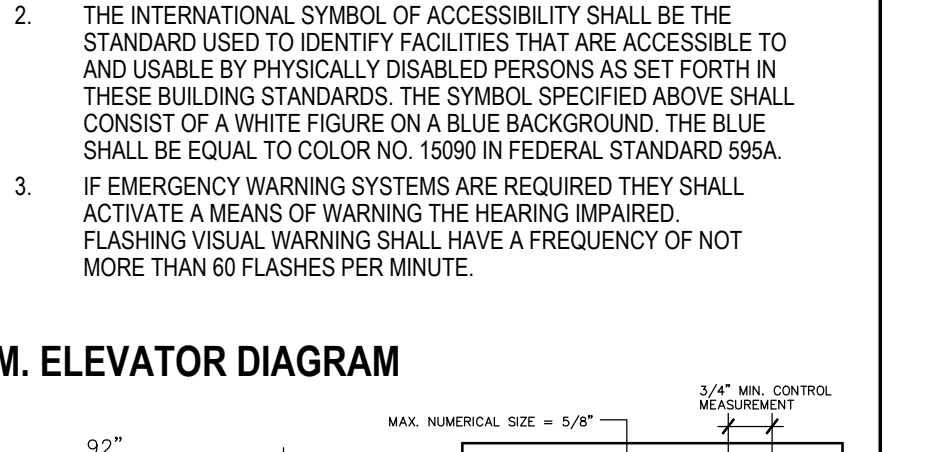 2. THE INTERNATIONAL SYMBOL OF ACCESSIBILITY SHALL BE THE
STANDARD USED TO IDENTIFY FACILITIES THAT ARE ACCESSIBLE TO
AND USABLE BY PHYSICALLY DISABLED PERSONS AS SET FORTH IN
THESE BUILDING STANDARDS. THE SYMBOL SPECIFIED ABOVE SHALL
CONSIST OF A WHITE FIGURE ON A BLUE BACKGROUND. THE BLUE
SHALL BE EQUAL TO COLOR NO. 15090 IN FEDERAL STANDARD 595A.
3. IF EMERGENCY WARNING SYSTEMS ARE REQUIRED THEY SHALL
ACTIVATE A MEANS OF WARNING THE HEARING IMPAIRED.
FLASHING VISUAL WARNING SHALL HAVE A FREQUENCY OF NOT
MORE THAN 60 FLASHES PER MINUTE.
M. ELEVATOR DIAGRAM
3/4" MIN. CONTROL
MEASUREMENT
MAX. NUMERICAL SIZE = 5/8"
92"